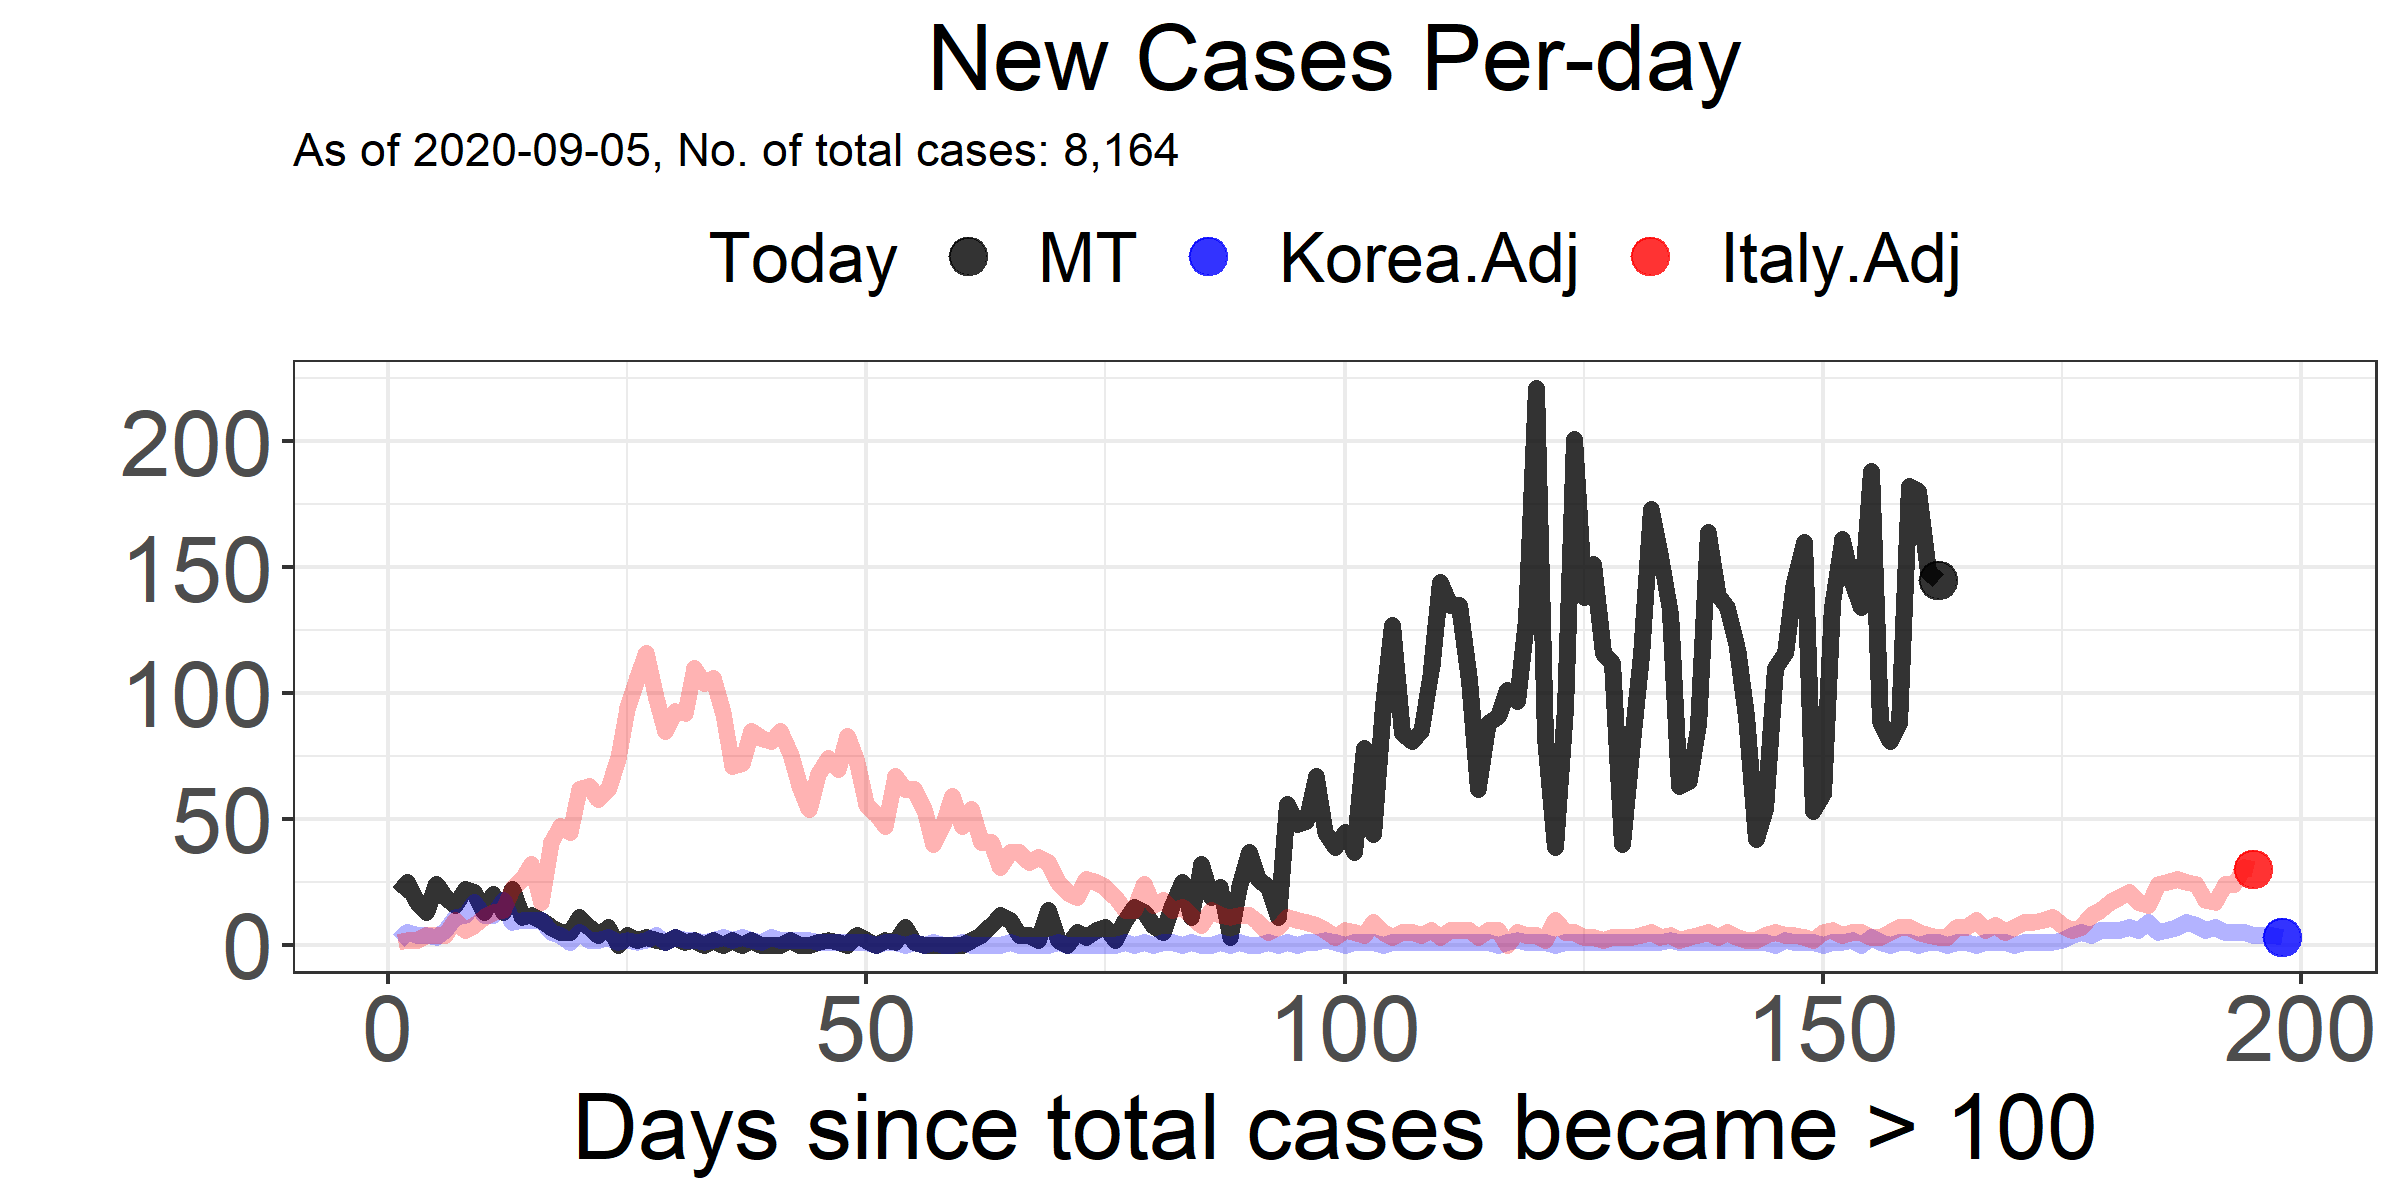 New Cases Per-day
As of 2020-09-05, No. of total cases: 8,164
Today MT Korea.Adj Italy.Adj
200
150
100
50
0
0 50 100 150 200
Days since total cases became > 100